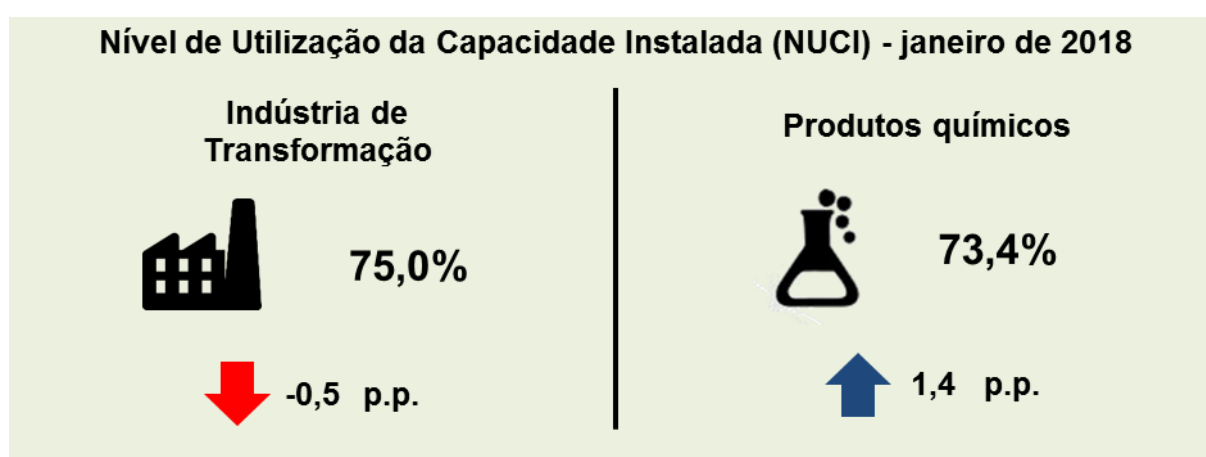 Nível de Utilização da Capacidade Instalada (NUCI) - janeiro de 2018
Indústria de
Transformação
75,0%
-0,5 p.p.
Produtos químicos
73,4%
1,4 p.p.